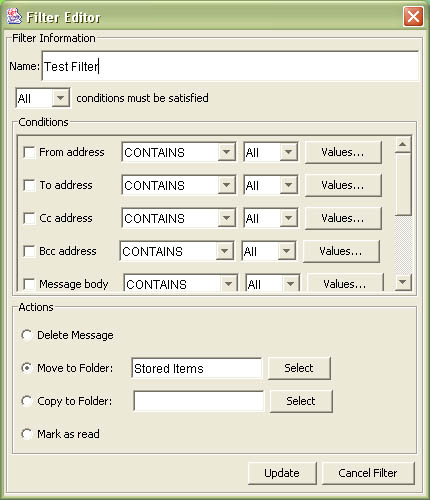 Filter Editor
Filter Information
Name: Test Filter
All conditions must be satisfied
Conditions
From address CONTAINS All Values...
To address CONTAINS All Values...
Cc address CONTAINS All Values...
Bcc address CONTAINS All Values...
Message body CONTAINS All Values...
Actions
Delete Message
Move to Folder: Stored Items Select
Copy to Folder: Select
Mark as read
Update Cancel Filter